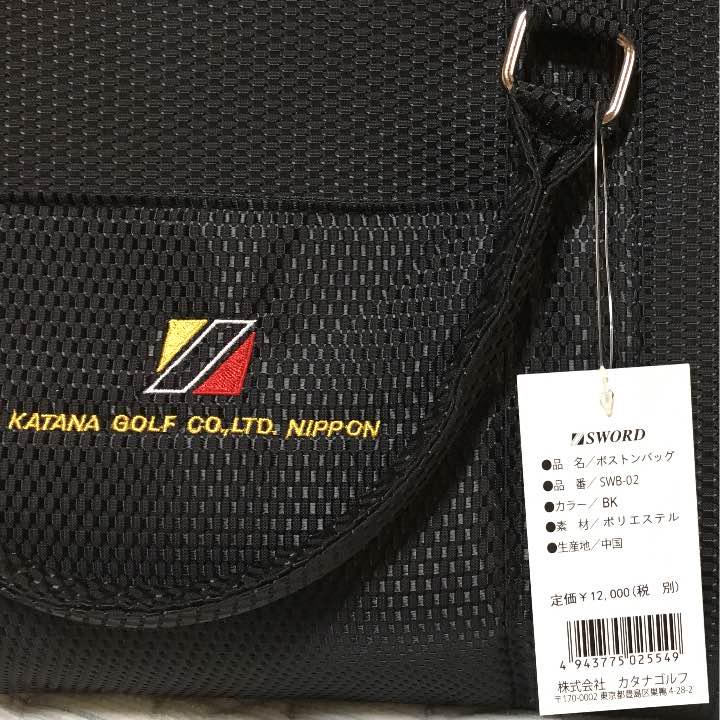 KATANA GOLF CO.,LTD. NIPPON
SWORD
●品　名／ボストンバッグ
●品　番／SWB-02
●カラー／BK
●素　材／ポリエステル
●生産地／中国
定価￥12,000(税　別)
4 943775 025549
株式会社　カタナゴルフ
〒170-0002 東京都豊島区巣鴨4-28-2